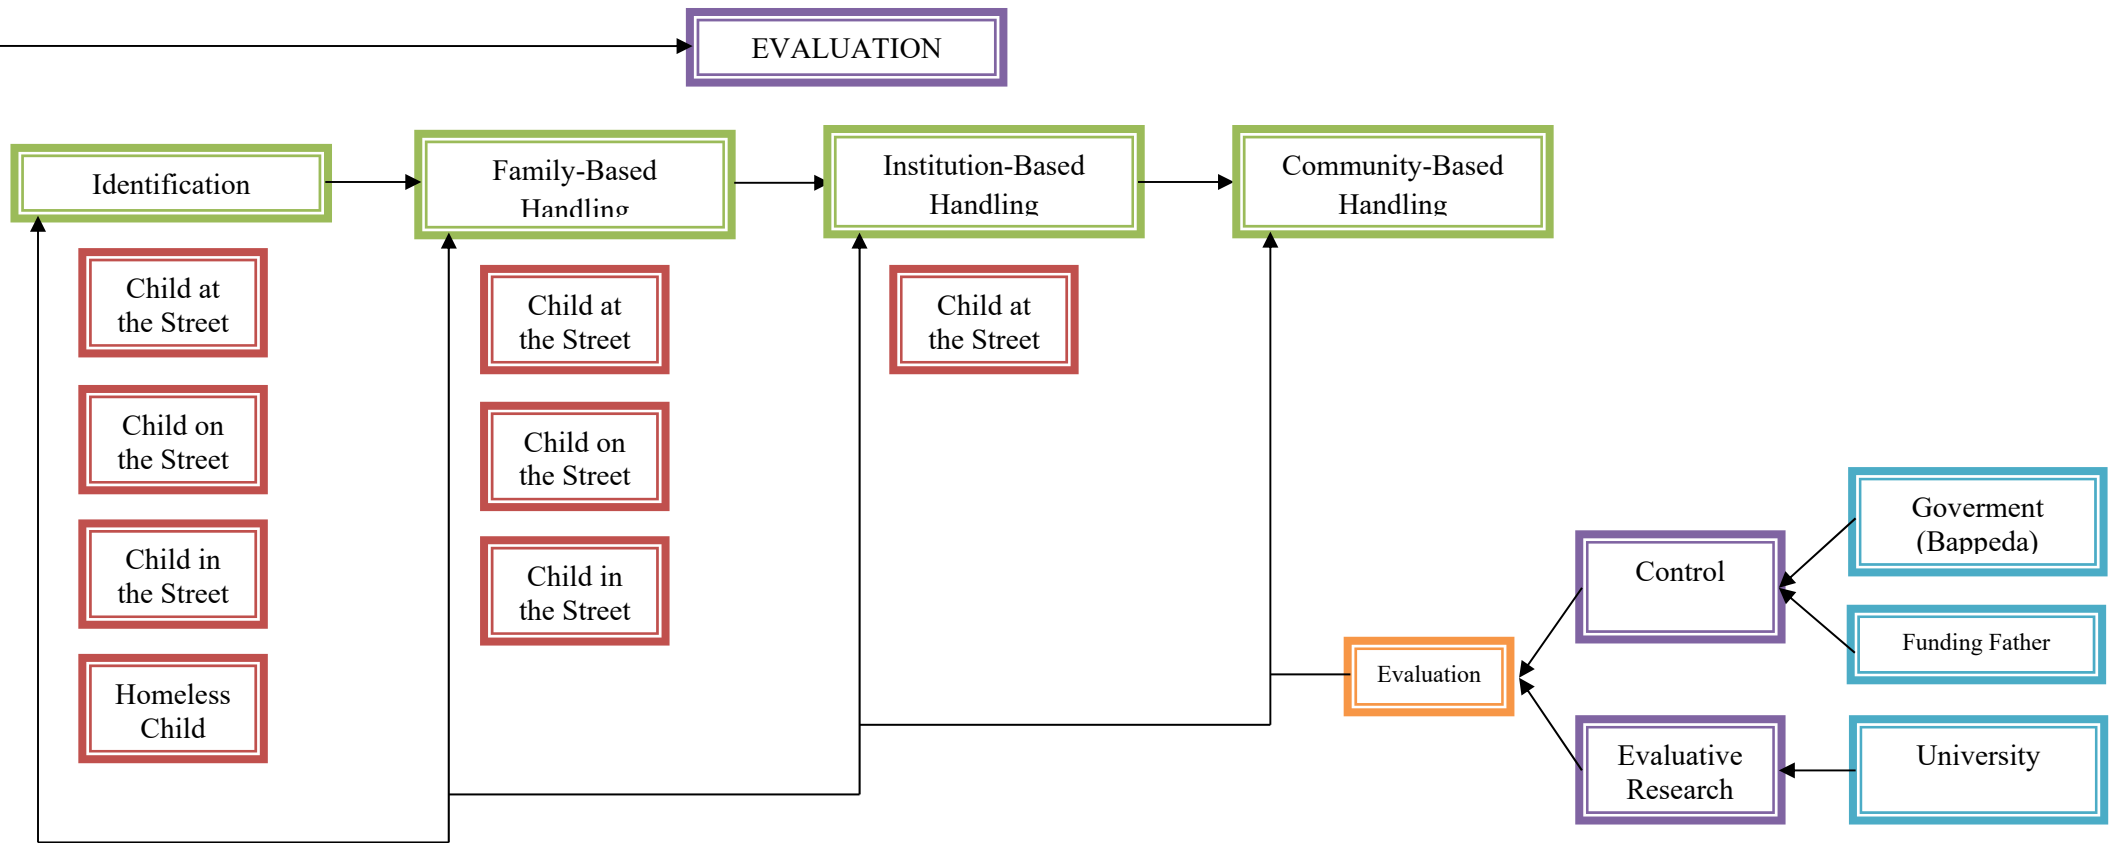 EVALUATION
Identification
Family-Based
Handling
Institution-Based
Handling
Community-Based
Handling
Child at
the Street
Child on
the Street
Child in
the Street
Homeless
Child
Child at
the Street
Child on
the Street
Child in
the Street
Child at
the Street
Evaluation
Control
Evaluative
Research
Goverment
(Bappeda)
Funding Father
University